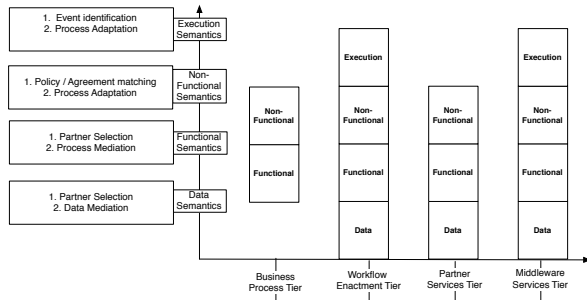 1. Event identification
2. Process Adaptation
Execution
Semantics
1. Policy / Agreement matching
2. Process Adaptation
Non-
Functional
Semantics
1. Partner Selection
2. Process Mediation
Functional
Semantics
1. Partner Selection
2. Data Mediation
Data
Semantics
Non-
Functional
Functional
Execution
Non-
Functional
Functional
Data
Non-
Functional
Functional
Data
Execution
Non-
Functional
Functional
Data
Business
Process Tier
Workflow
Enactment Tier
Partner
Services Tier
Middleware
Services Tier